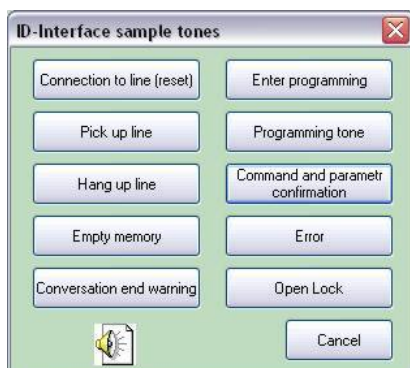 ID-Interface sample tones
Connection to line (reset)
Enter programming
Pick up line
Programming tone
Hang up line
Command and parametr
confirmation
Empty memory
Error
Conversation end warning
Open Lock
Cancel